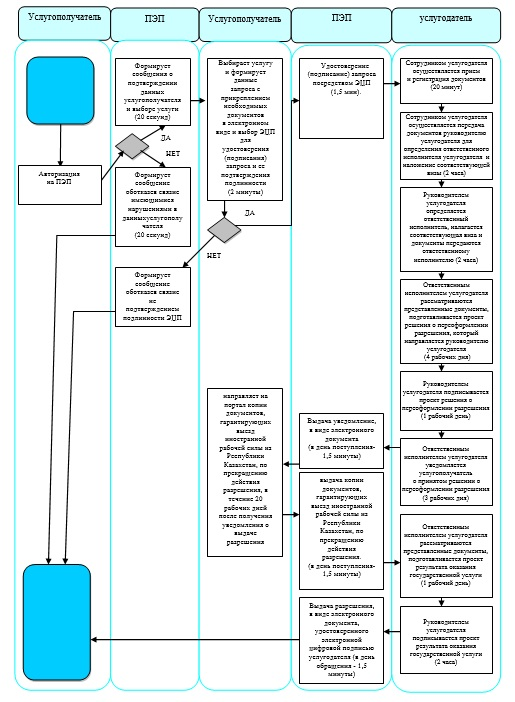 Услугополучатель
ПЭП
Услугополучатель
ПЭП
услугодатель
Авторизация
на ПЭП
Формирует
сообщения о
подтверждении
данных
услугополучателя
и выборе услуги
(20 секунд)
ДА
НЕТ
Формирует
сообщение
оботказев связис
имеющимися
нарушениями в
данныхуслугополу
чателя
(20 секунд)
Формирует
сообщение
оботказев связис
не
подтверждением
подлинности ЭЦП
Выбирает услугу
и формирует
данные
запроса с
прикреплением
необходимых
документов
в электронном
виде и выбор ЭЦП
для
удостоверения
(подписания)
запроса и ее
подтверждения
подлинности
(2 минуты)
ДА
НЕТ
направляет на
портал копии
документов,
гарантирующих
выезд
иностранной
рабочей силы из
Республики
Казахстан, по
прекращению
действия
разрешения, в
течение 20
рабочих дней
после получения
уведомления о
выдаче
разрешения
Удостоверение
(подписание) запроса
посредством ЭЦП
(1,5 мин).
Выдача уведомление,
в виде электронного
документа
(в день поступления-
1,5 минуты)
выдача копии
документов,
гарантирующих
выезд иностранной
рабочей силы из
Республики
Казахстан, по
прекращению
действия
разрешения.
(в день поступления-
1,5 минуты)
Выдача разрешения,
в виде электронного
документа,
удостоверенного
электронной
цифровой подписью
услугодателя (в день
обращения - 1,5
минуты)
Сотрудником услугодателя
осуществляется прием
и регистрация документов
(20 минут)
Сотрудником услугодателя
осуществляется передача
документов руководителю
услугодателя для
определения ответственного
исполнителя услугодателя и
наложение соответствующей
визы (2 часа)
Руководителем
услугодателя
определяется
ответственный
исполнитель, налагается
соответствующая виза и
документы передаются
ответственному
исполнителю (2 часа)
Ответственным
исполнителем услугодателя
рассматриваются
представленные документы,
подготавливается проект
решения о переоформлении
разрешения, который
направляется руководителю
услугодателя
(4 рабочих дня)
Руководителем
услугодателя подписывается
проект решения о
переоформлении разрешения
(1 рабочий день)
Ответственным
исполнителем услугодателя
уведомляется
услугополучатель
о принятом решении о
переоформлении разрешения
(3 рабочих дня)
Ответственным
исполнителем услугодателя
рассматриваются
представленные документы,
подготавливается проект
результата оказания
государственной услуги
(1 рабочий день)
Руководителем
услугодателя
подписывается проект
результата оказания
государственной услуги
(2 часа)